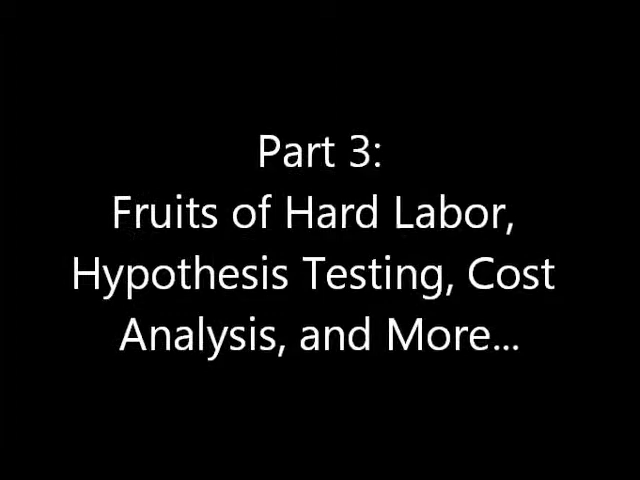 Part 3:
Fruits of Hard Labor,
Hypothesis Testing, Cost
Analysis, and More...